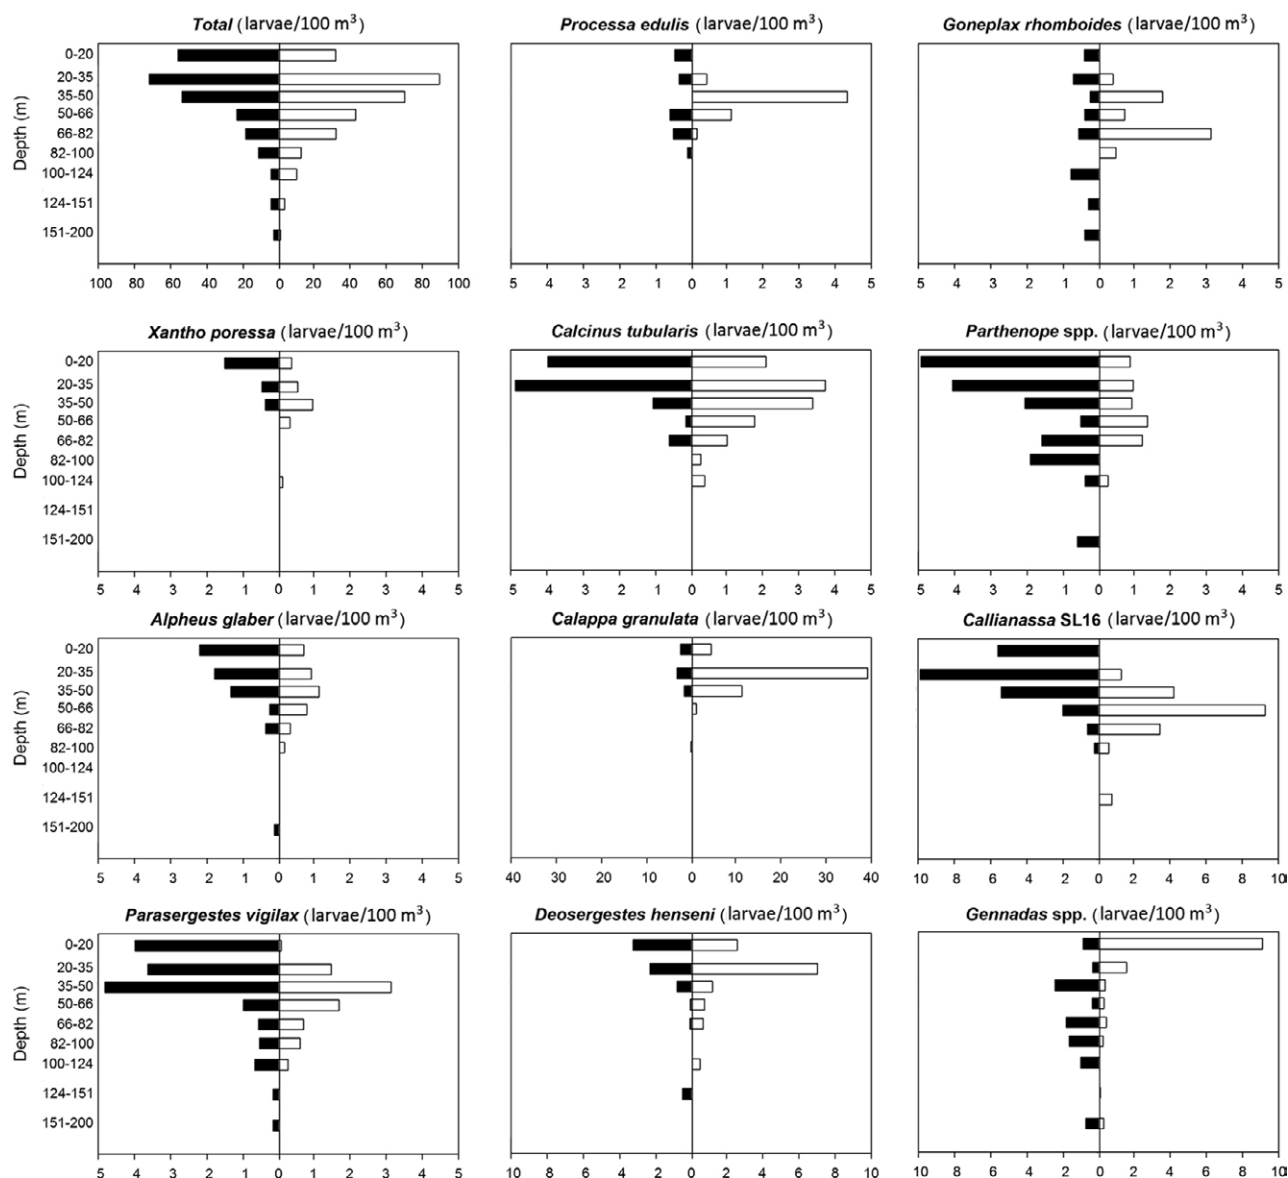 Total (larvae/100 m³)
Processa edulis (larvae/100 m³)
Goneplax rhomboides (larvae/100 m³)
Depth (m)
0-20
20-35
35-50
50-66
66-82
82-100
100-124
124-151
151-200
100 80 60 40 20 0 20 40 60 80 100
5 4 3 2 1 0 1 2 3 4 5
5 4 3 2 1 0 1 2 3 4 5
Xantho poressa (larvae/100 m³)
Calcinus tubularis (larvae/100 m³)
Parthenope spp. (larvae/100 m³)
Depth (m)
0-20
20-35
35-50
50-66
66-82
82-100
100-124
124-151
151-200
5 4 3 2 1 0 1 2 3 4 5
5 4 3 2 1 0 1 2 3 4 5
5 4 3 2 1 0 1 2 3 4 5
Alpheus glaber (larvae/100 m³)
Calappa granulata (larvae/100 m³)
Callianassa SL16 (larvae/100 m³)
Depth (m)
0-20
20-35
35-50
50-66
66-82
82-100
100-124
124-151
151-200
5 4 3 2 1 0 1 2 3 4 5
40 30 20 10 0 10 20 30 40
10 8 6 4 2 0 2 4 6 8 10
Parasergestes vigilax (larvae/100 m³)
Deosergestes henseni (larvae/100 m³)
Gennadas spp. (larvae/100 m³)
Depth (m)
0-20
20-35
35-50
50-66
66-82
82-100
100-124
124-151
151-200
5 4 3 2 1 0 1 2 3 4 5
10 8 6 4 2 0 2 4 6 8 10
10 8 6 4 2 0 2 4 6 8 10